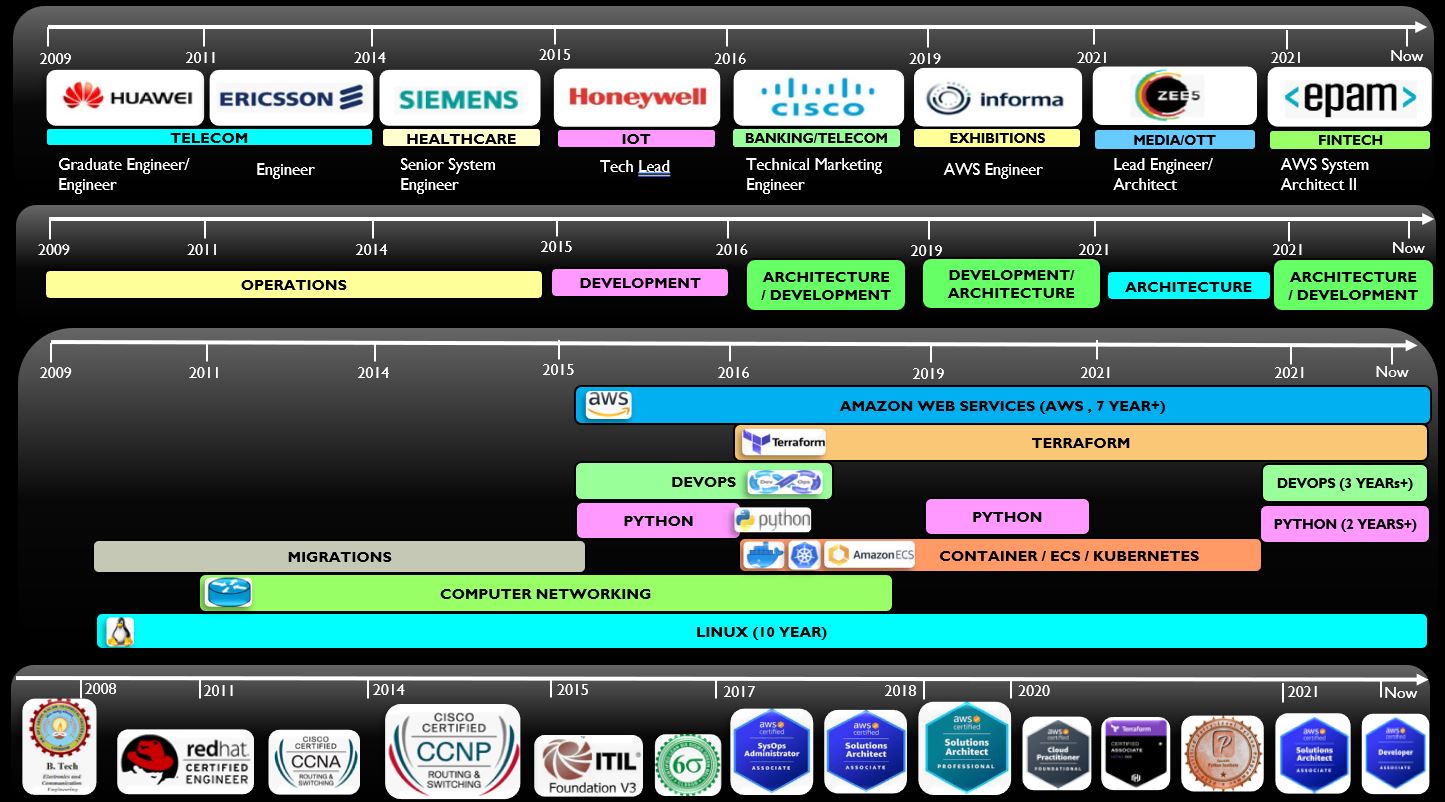 2009 2011 2014 2015 2016 2019 2021 2021 Now
HUAWEI ERICSSON SIEMENS Honeywell CISCO informa ZEE5 <epam>
TELECOM HEALTHCARE IOT BANKING/TELECOM EXHIBITIONS MEDIA/OTT FINTECH
Graduate Engineer/
Engineer
Engineer
Senior System
Engineer
Tech Lead
Technical Marketing
Engineer
AWS Engineer
Lead Engineer/
Architect
AWS System
Architect II
2009 2011 2014 2015 2016 2019 2021 2021 Now
OPERATIONS
DEVELOPMENT
ARCHITECTURE
/ DEVELOPMENT
DEVELOPMENT/
ARCHITECTURE
ARCHITECTURE
ARCHITECTURE
/ DEVELOPMENT
2009 2011 2014 2015 2016 2019 2021 2021 Now
aws AMAZON WEB SERVICES (AWS , 7 YEAR+)
Terraform TERRAFORM
DEVOPS Dev Ops DEVOPS (3 YEARs+)
PYTHON python PYTHON PYTHON (2 YEARS+)
MIGRATIONS Amazon ECS CONTAINER / ECS / KUBERNETES
COMPUTER NETWORKING
LINUX (10 YEAR)
2008 2011 2014 2015 2017 2018 2020 2021 Now
B. Tech
Electronics and
Communication
Engineering
redhat
CERTIFIED
ENGINEER
CISCO
CERTIFIED
CCNA
ROUTING &
SWITCHING
CISCO
CERTIFIED
CCNP
ROUTING &
SWITCHING
ITIL
Foundation V3
6σ
aws
certified
SysOps
Administrator
ASSOCIATE
aws
certified
Solutions
Architect
ASSOCIATE
aws
certified
Solutions
Architect
PROFESSIONAL
aws
certified
Cloud
Practitioner
FOUNDATIONAL
Terraform
CERTIFIED
ASSOCIATE
Python Institute
aws
certified
Solutions
Architect
ASSOCIATE
aws
certified
Developer
ASSOCIATE